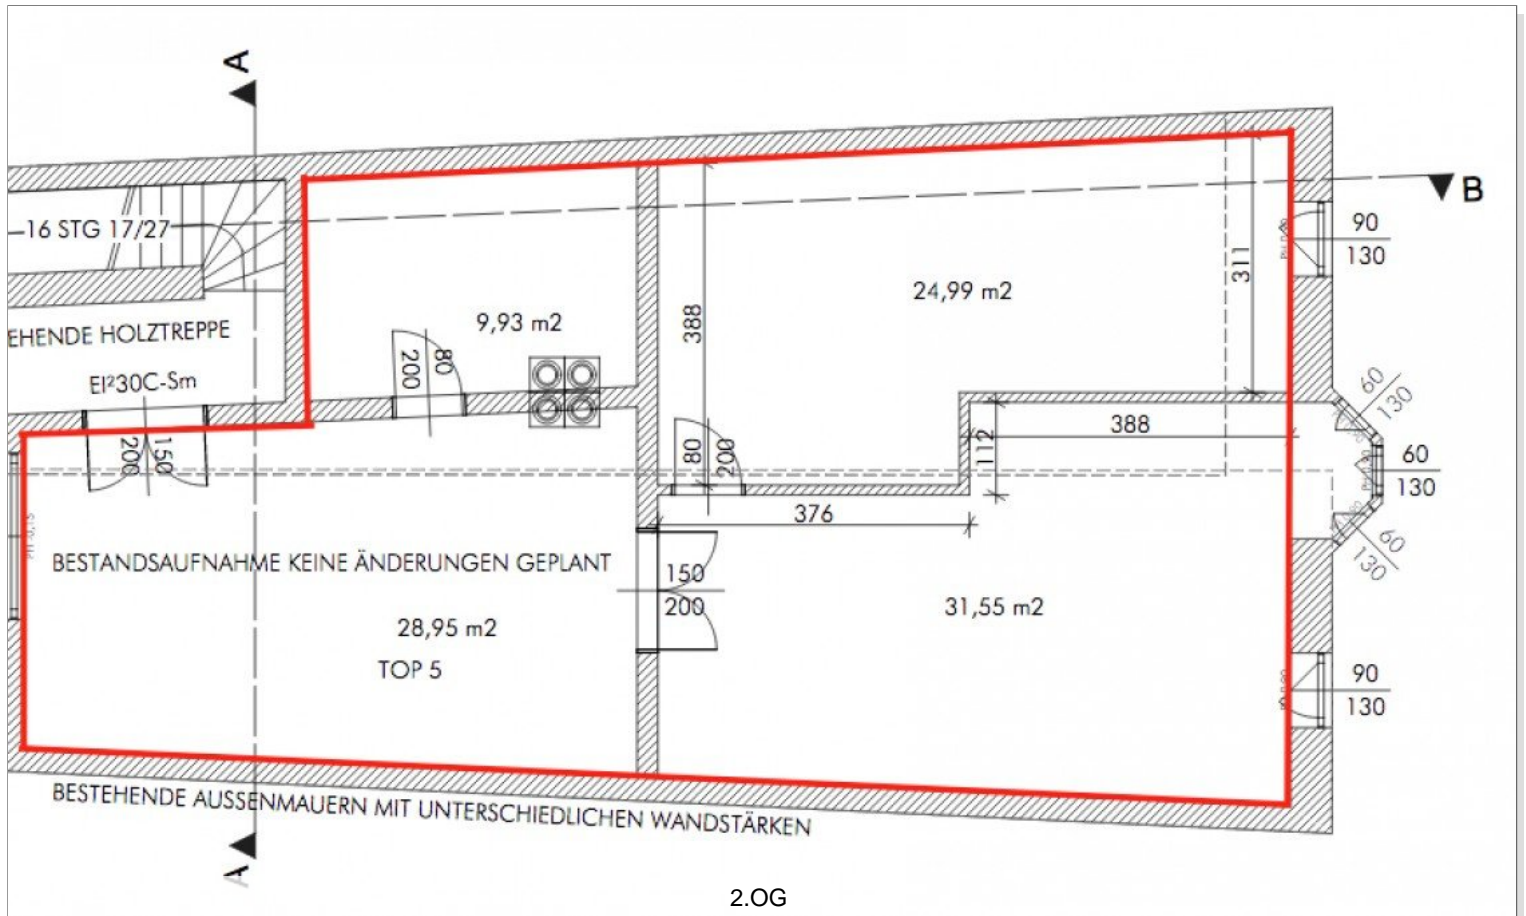 A
B
90
130
16 STG 17/27
311
24,99 m2
9,93 m2
388
EHENDE HOLZTREPPE
200
80
EI²30C-Sm
60
130
388
112
200
150
80
200
60
130
376
60
130
BESTANDSAUFNAHME KEINE ÄNDERUNGEN GEPLANT
150
200
31,55 m2
28,95 m2
TOP 5
90
130
BESTEHENDE AUSSENMAUERN MIT UNTERSCHIEDLICHEN WANDSTÄRKEN
A
2.OG